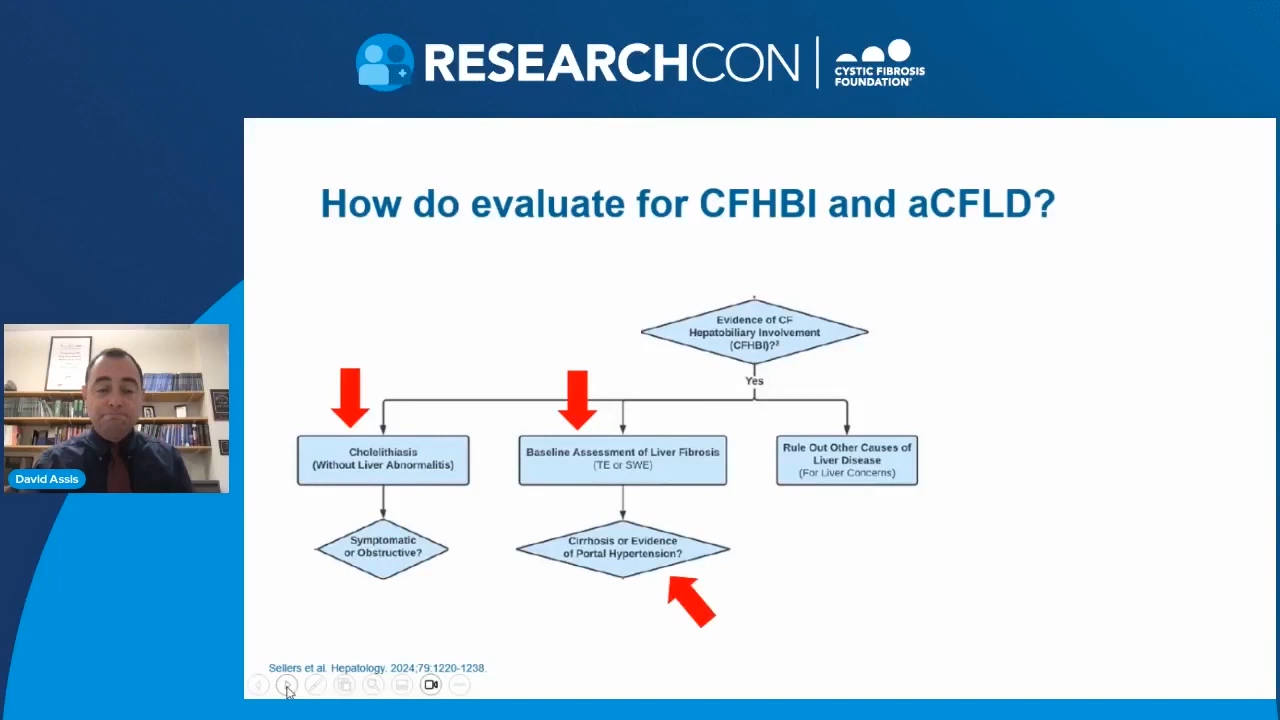 RESEARCHCON
CYSTIC FIBROSIS
FOUNDATION
How do evaluate for CFHBI and aCFLD?
Evidence of CF
Hepatobiliary Involvement
(CFHBI)?²
Yes
Cholelithiasis
(Without Liver Abnormalitis)
Baseline Assessment of Liver Fibrosis
(TE or SWE)
Rule Out Other Causes of
Liver Disease
(For Liver Concerns)
Symptomatic
or Obstructive?
Cirrhosis or Evidence
of Portal Hypertension?
David Assis
Sellers et al. Hepatology. 2024;79:1220-1238.